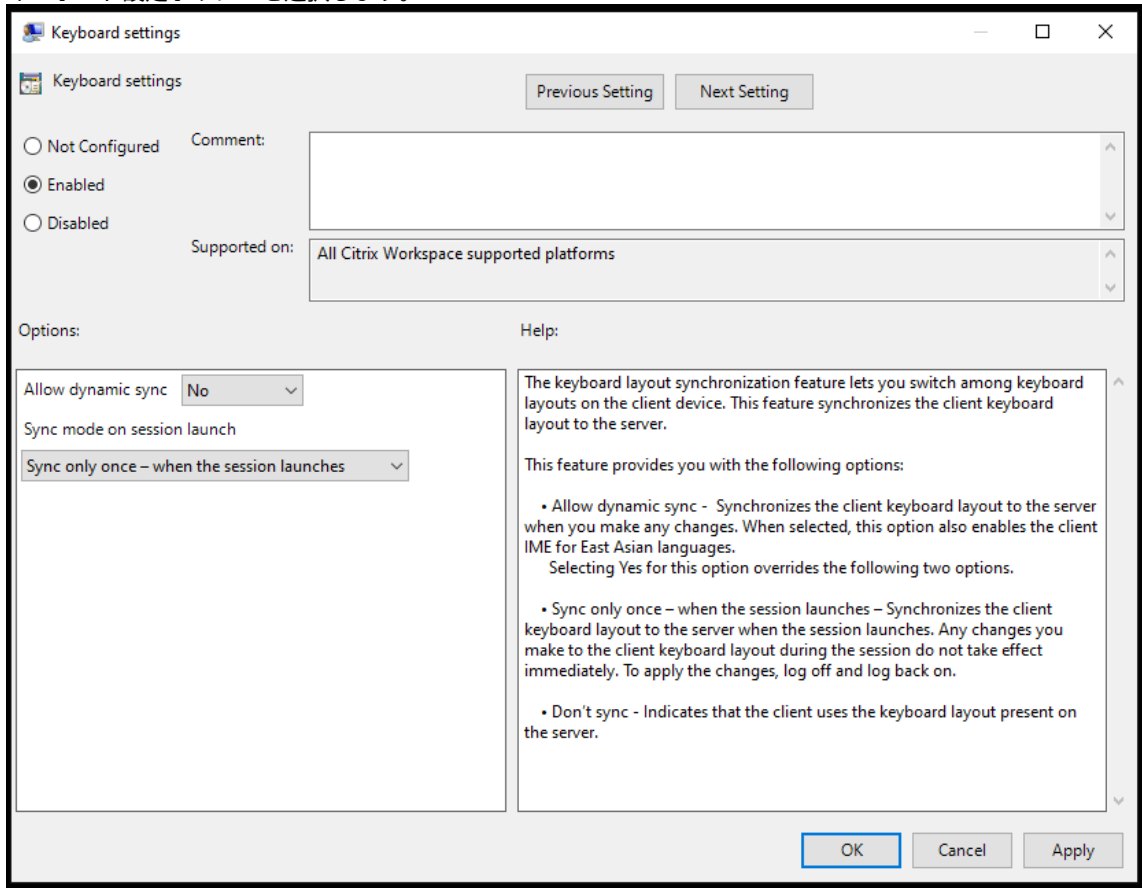 Keyboard settings
Keyboard settings
Previous Setting
Next Setting
Not Configured
Comment:
Enabled
Disabled
Supported on:
All Citrix Workspace supported platforms
Options:
Help:
Allow dynamic sync
No
Sync mode on session launch
Sync only once – when the session launches
The keyboard layout synchronization feature lets you switch among keyboard
layouts on the client device. This feature synchronizes the client keyboard
layout to the server.
This feature provides you with the following options:
• Allow dynamic sync - Synchronizes the client keyboard layout to the server
when you make any changes. When selected, this option also enables the client
IME for East Asian languages.
Selecting Yes for this option overrides the following two options.
• Sync only once – when the session launches – Synchronizes the client
keyboard layout to the server when the session launches. Any changes you
make to the client keyboard layout during the session do not take effect
immediately. To apply the changes, log off and log back on.
• Don't sync - Indicates that the client uses the keyboard layout present on
the server.
OK
Cancel
Apply